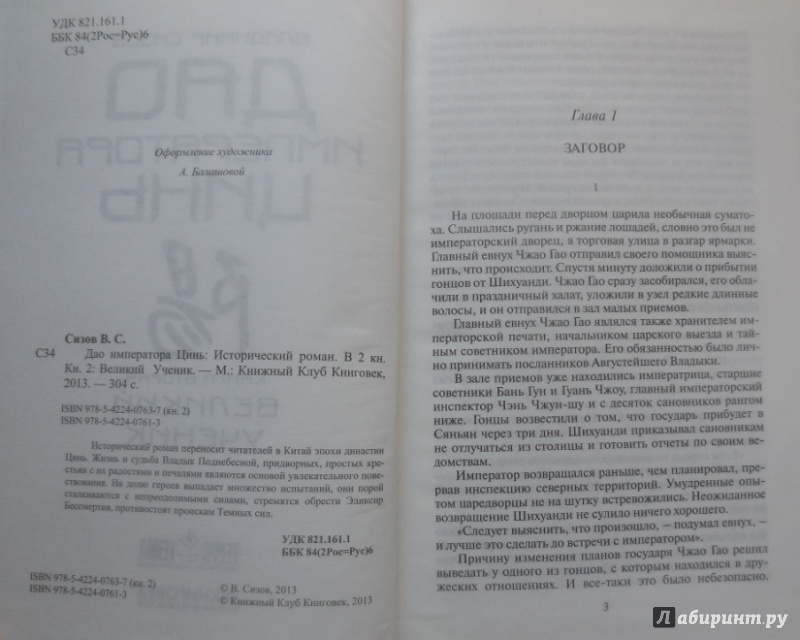 УДК 821.161.1
ББК 84(2Рос=Рус)6
С34
Оформление художника
А. Балашовой
Сизов В. С.
С34 Дао императора Цинь: Исторический роман. В 2 кн.
Кн. 2: Великий Ученик. — М.: Книжный Клуб Книговек,
2013. — 304 с.
ISBN 978-5-4224-0763-7 (кн. 2)
ISBN 978-5-4224-0761-3
Исторический роман переносит читателей в Китай эпохи династии
Цинь. Жизнь и судьба Владык Поднебесной, придворных, простых кре-
стьян с их радостями и печалями являются основой увлекательного пове-
ствования. На долю героев выпадает множество испытаний, они порой
сталкиваются с непреодолимыми силами, стремятся обрести Эликсир
Бессмертия, противостоят проискам Темных сил.
УДК 821.161.1
ББК 84(2Рос=Рус)6
ISBN 978-5-4224-0763-7 (кн. 2)
ISBN 978-5-4224-0761-3
© В. Сизов, 2013
© Книжный Клуб Книговек, 2013
Глава 1
ЗАГОВОР
1
На площади перед дворцом царила необычная сумато-
ха. Слышались ругань и ржание лошадей, словно это был не
императорский дворец, а торговая улица в разгар ярмарки.
Главный евнух Чжао Гао отправил своего помощника выяс-
нить, что происходит. Спустя минуту доложили о прибытии
гонцов от Шихуанди. Чжао Гао сразу засобирался, его обла-
чили в праздничный халат, уложили в узел редкие длинные
волосы, и он отправился в зал малых приемов.
Главный евнух Чжао Гао являлся также хранителем им-
ператорской печати, начальником царского выезда и тай-
ным советником императора. Его обязанностью было лич-
но принимать посланников Августейшего Владыки.
В зале приемов уже находились императрица, старшие
советники Бань Гун и Гуань Чжоу, главный императорский
инспектор Чэнь Чжун-шу и с десяток сановников рангом
ниже. Гонцы возвестили о том, что государь прибудет в
Сяньян через три дня. Шихуанди приказывал сановникам
не отлучаться из столицы и готовить отчеты по своим ве-
домствам.
Император возвращался раньше, чем планировал, пре-
рвав инспекцию северных территорий. Умудренные опы-
том царедворцы не на шутку встревожились. Неожиданное
возвращение Шихуанди не сулило ничего хорошего.
«Следует выяснить, что произошло, – подумал евнух, –
и лучше это сделать до встречи с императором».
Причину изменения планов государя Чжао Гао решил
выведать у одного из гонцов, с которым находился в дру-
жеских отношениях. И все-таки это было небезопасно.
3
Лабиринт.ру